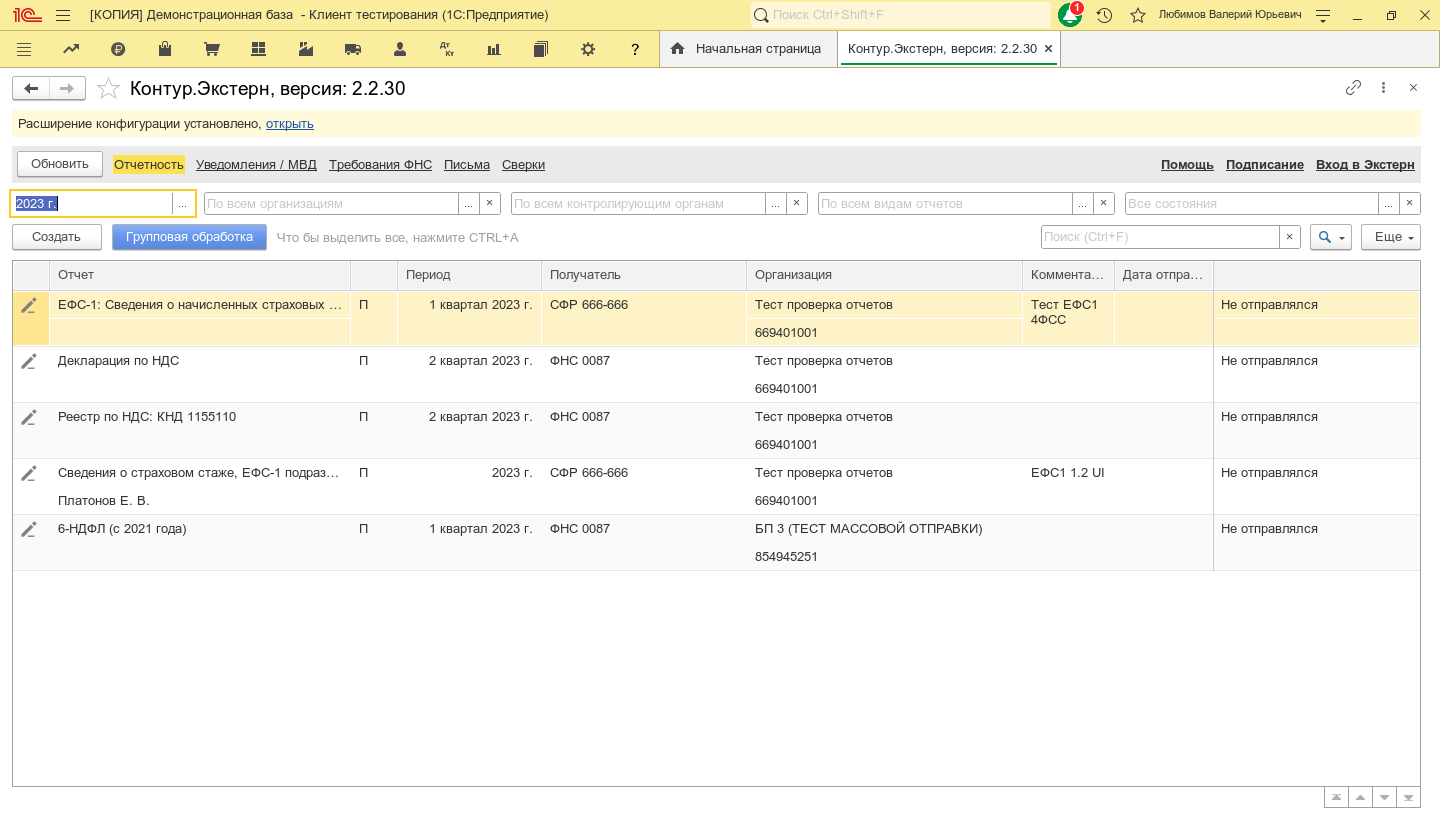 [КОПИЯ] Демонстрационная база - Клиент тестирования (1С:Предприятие)
Поиск Ctrl+Shift+F
1
Любимов Валерий Юрьевич
Дт Кт
?
Начальная страница
Контур.Экстерн, версия: 2.2.30
Контур.Экстерн, версия: 2.2.30
Расширение конфигурации установлено, открыть
Обновить Отчетность Уведомления / МВД Требования ФНС Письма Сверки Помощь Подписание Вход в Экстерн
2023 г. ... По всем организациям ... × По всем контролирующим органам ... × По всем видам отчетов ... × Все состояния ... ×
Создать Групповая обработка Что бы выделить все, нажмите CTRL+A Поиск (Ctrl+F) × Еще
Отчет Период Получатель Организация Коммента... Дата отпра...
ЕФС-1: Сведения о начисленных страховых ... П 1 квартал 2023 г. СФР 666-666 Тест проверка отчетов Тест ЕФС1 Не отправлялся
4ФСС
669401001
Декларация по НДС П 2 квартал 2023 г. ФНС 0087 Тест проверка отчетов Не отправлялся
669401001
Реестр по НДС: КНД 1155110 П 2 квартал 2023 г. ФНС 0087 Тест проверка отчетов Не отправлялся
669401001
Сведения о страховом стаже, ЕФС-1 подраз... П 2023 г. СФР 666-666 Тест проверка отчетов ЕФС1 1.2 UI Не отправлялся
Платонов Е. В. 669401001
6-НДФЛ (с 2021 года) П 1 квартал 2023 г. ФНС 0087 БП 3 (ТЕСТ МАССОВОЙ ОТПРАВКИ) Не отправлялся
854945251